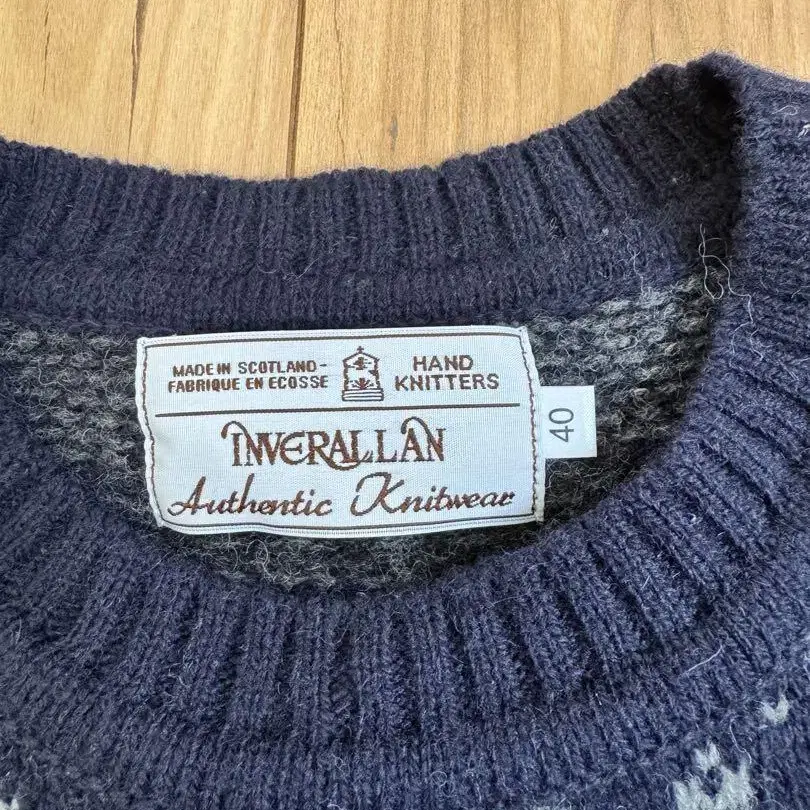 MADE IN SCOTLAND-
FABRIQUE EN ECOSSE
HAND
KNITTERS
INVERALLAN
Authentic Knitwear
40